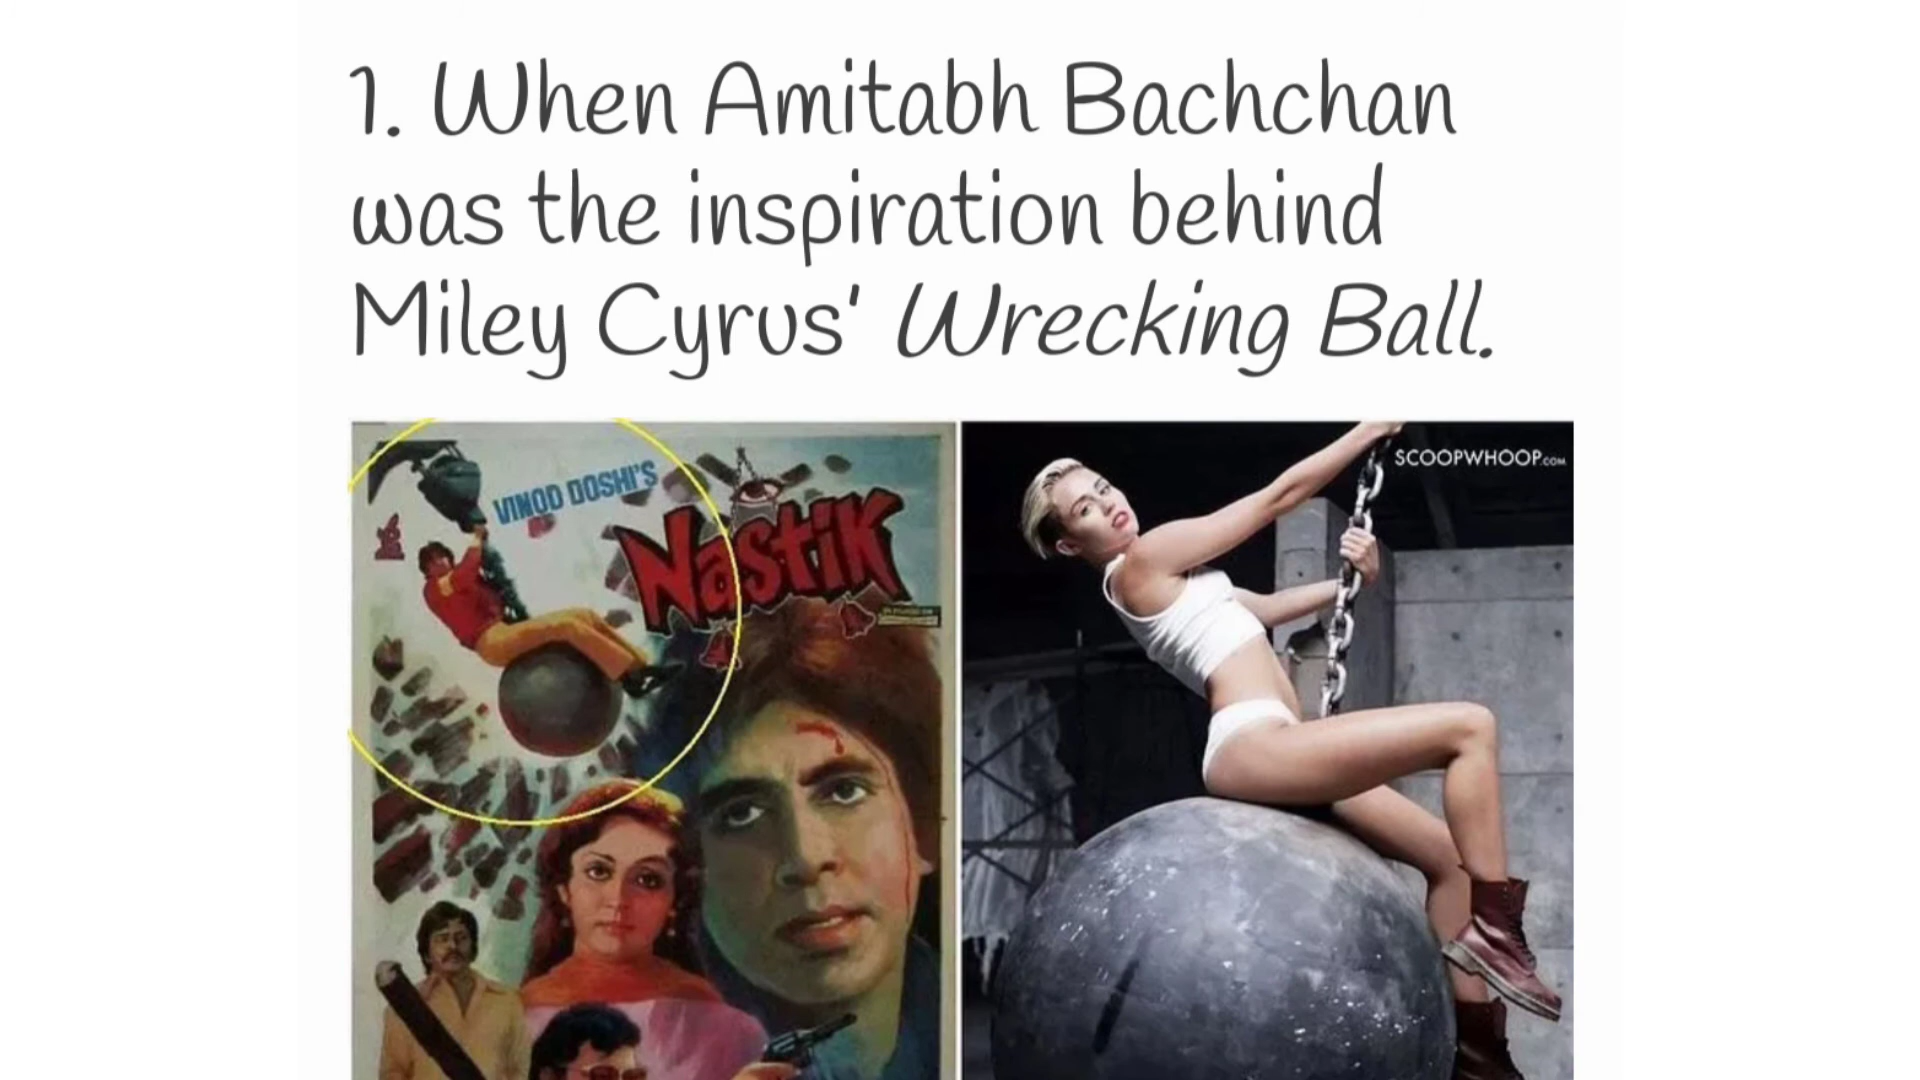 1. When Amitabh Bachchan
was the inspiration behind
Miley Cyrus' Wrecking Ball.
VINOD DOSHI'S
Nastik
SCOOPWHOOP.COM